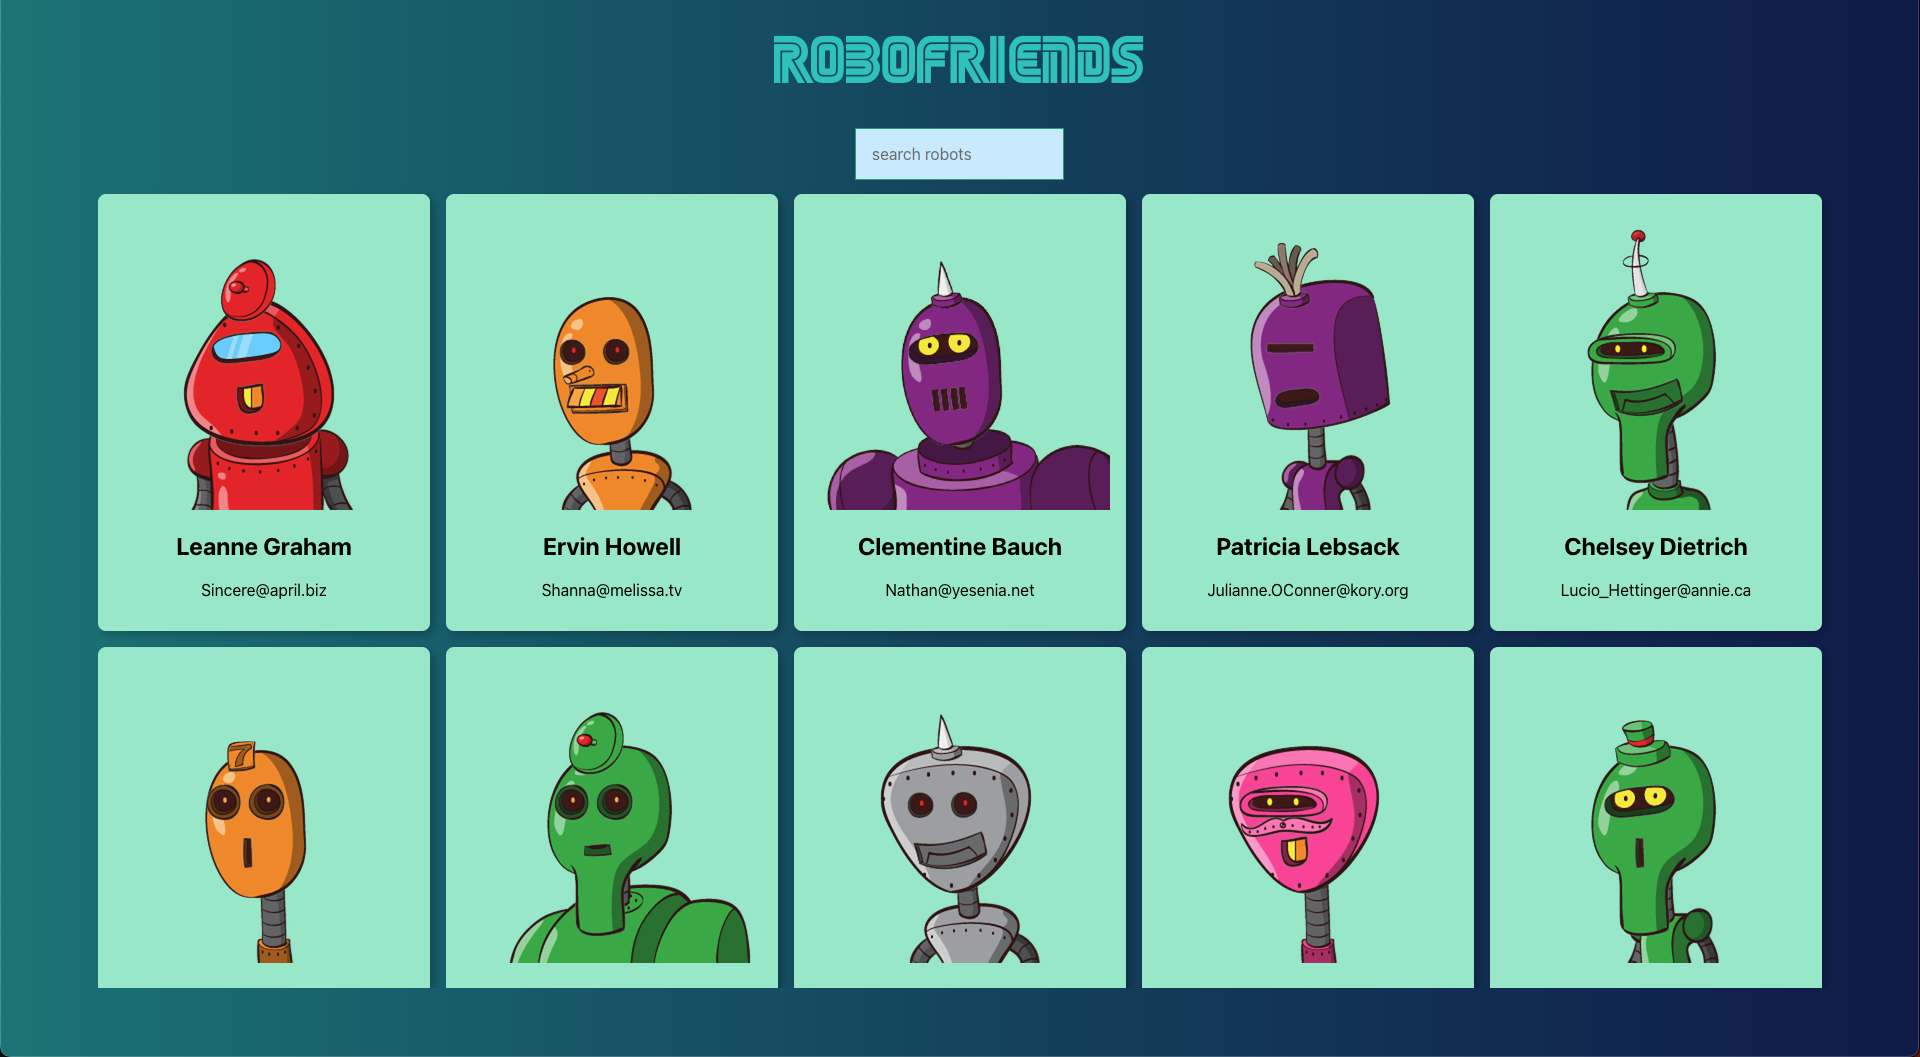 ROBOFRIENDS
search robots
Leanne Graham
Sincere@april.biz
Ervin Howell
Shanna@melissa.tv
Clementine Bauch
Nathan@yesenia.net
Patricia Lebsack
Julianne.OConner@kory.org
Chelsey Dietrich
Lucio_Hettinger@annie.ca
7